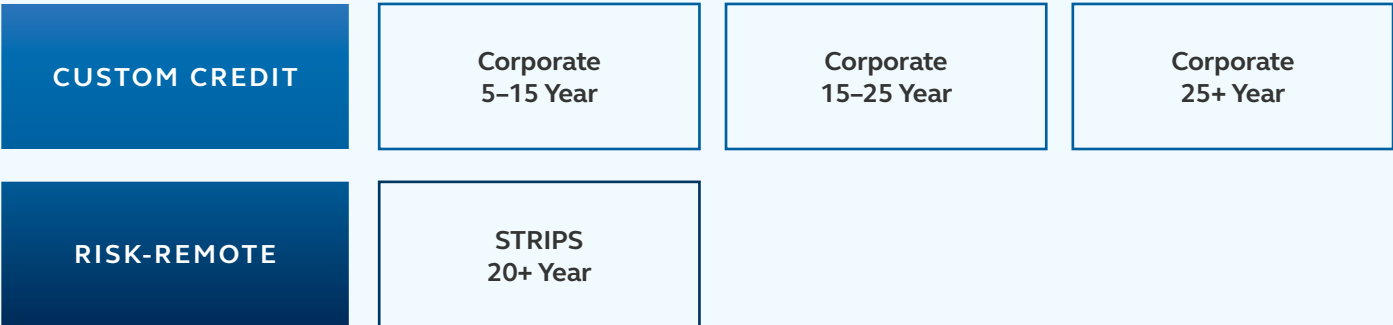 CUSTOM CREDIT
Corporate
5–15 Year
Corporate
15–25 Year
Corporate
25+ Year
RISK-REMOTE
STRIPS
20+ Year